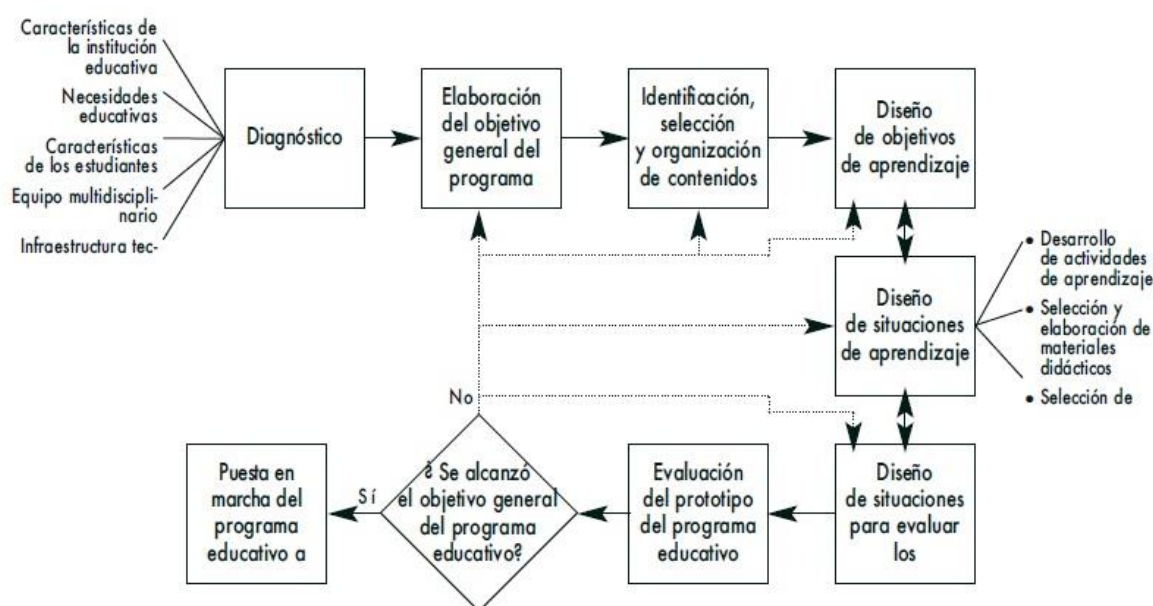 Características de
la institución
educativa
Necesidades
educativas
Características
de los estudiantes
Equipo multidiscipli-
nario
Infraestructura tec-
Diagnóstico
Elaboración
del objetivo
general del
programa
Identificación,
selección
y organización
de contenidos
Diseño
de objetivos
de aprendizaje
Diseño
de situaciones
de aprendizaje
• Desarrollo
de actividades
de aprendizaje
• Selección y
elaboración de
materiales
didácticos
• Selección de
Diseño
de situaciones
para evaluar
los
Evaluación
del prototipo
del programa
educativo
No
¿ Se alcanzó
el objetivo general
del programa
educativo?
Sí
Puesta en
marcha del
programa
educativo a